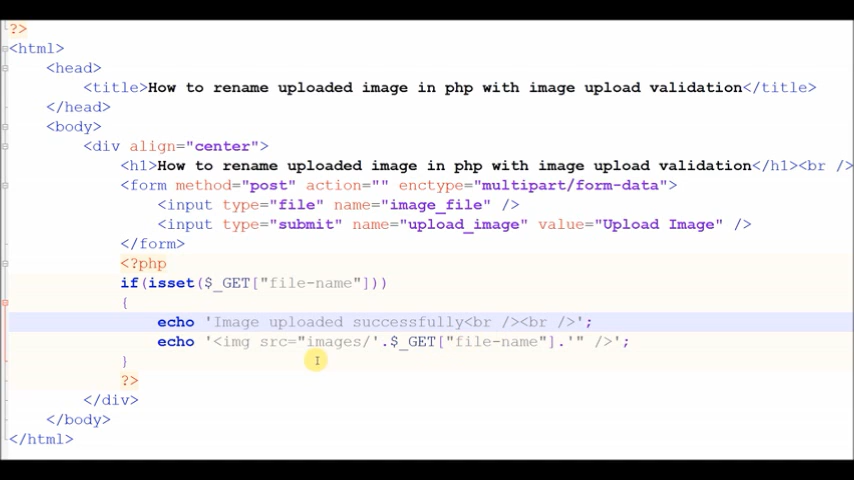 ?>
<html>
<head>
<title>How to rename uploaded image in php with image upload validation</title>
</head>
<body>
<div align="center">
<h1>How to rename uploaded image in php with image upload validation</h1><br />
<form method="post" action="" enctype="multipart/form-data">
<input type="file" name="image_file" />
<input type="submit" name="upload_image" value="Upload Image" />
</form>
<?php
if(isset($_GET["file-name"]))
{
echo 'Image uploaded successfully<br /><br />';
echo '<img src="images/'.$_GET["file-name"].'" />';
}
?>
</div>
</body>
</html>